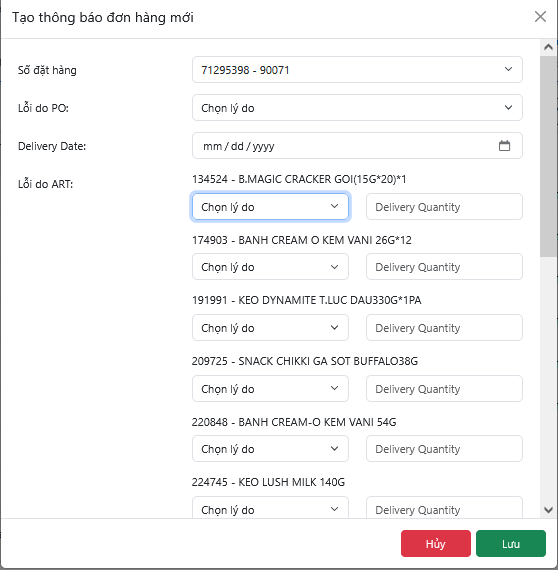 Tạo thông báo đơn hàng mới
Số đặt hàng
71295398 - 90071
Lỗi do PO:
Chọn lý do
Delivery Date:
mm / dd / yyyy
Lỗi do ART:
134524 - B.MAGIC CRACKER GOI(15G*20)*1
Chọn lý do
Delivery Quantity
174903 - BANH CREAM O KEM VANI 26G*12
Chọn lý do
Delivery Quantity
191991 - KEO DYNAMITE T.LUC DAU330G*1PA
Chọn lý do
Delivery Quantity
209725 - SNACK CHIKKI GA SOT BUFFALO38G
Chọn lý do
Delivery Quantity
220848 - BANH CREAM-O KEM VANI 54G
Chọn lý do
Delivery Quantity
224745 - KEO LUSH MILK 140G
Chọn lý do
Delivery Quantity
Hủy
Lưu